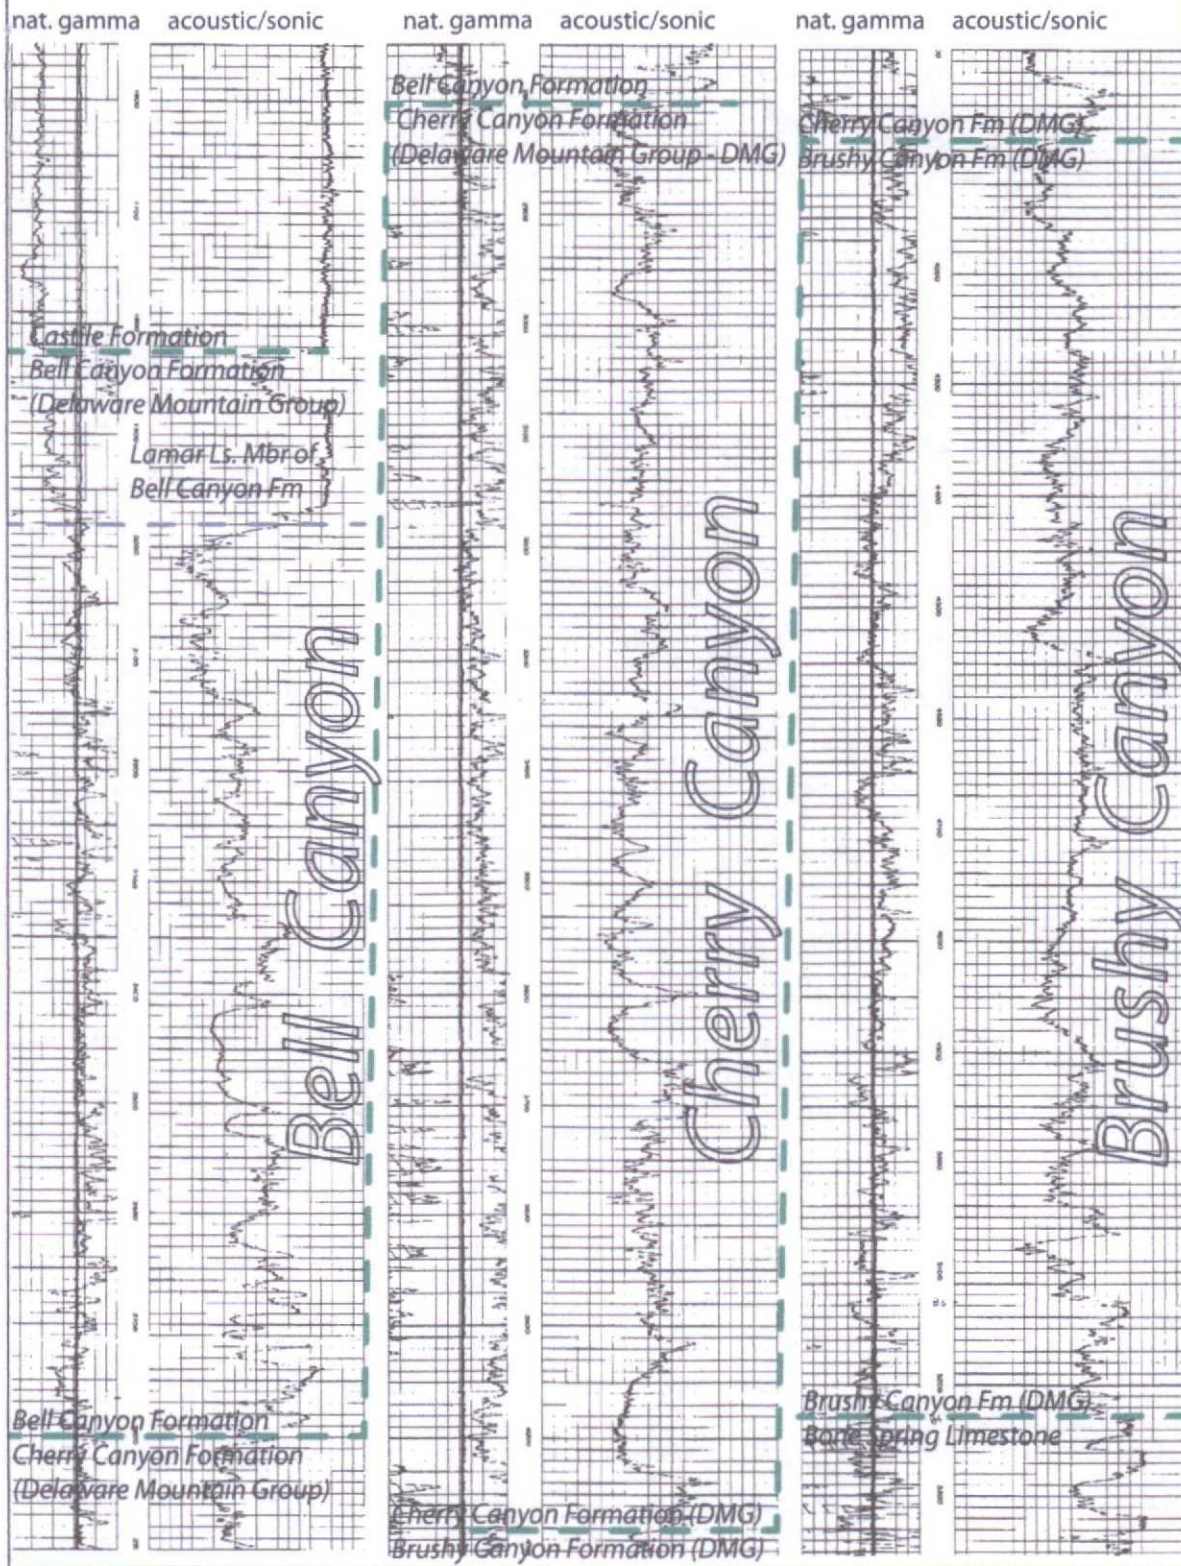 nat. gamma acoustic/sonic
Castile Formation
Bell Canyon Formation
(Delaware Mountain Group)
Lamar Ls. Mbr of
Bell Canyon Fm
Bell Canyon
Bell Canyon Formation
Cherry Canyon Formation
(Delaware Mountain Group)
nat. gamma acoustic/sonic
Bell Canyon Formation
Cherry Canyon Formation
(Delaware Mountain Group - DMG)
Cherry Canyon
Cherry Canyon Formation (DMG)
Brushy Canyon Formation (DMG)
nat. gamma acoustic/sonic
Cherry Canyon Fm (DMG)
Brushy Canyon Fm (DMG)
Brushy Canyon
Brushy Canyon Fm (DMG)
Bone Spring Limestone